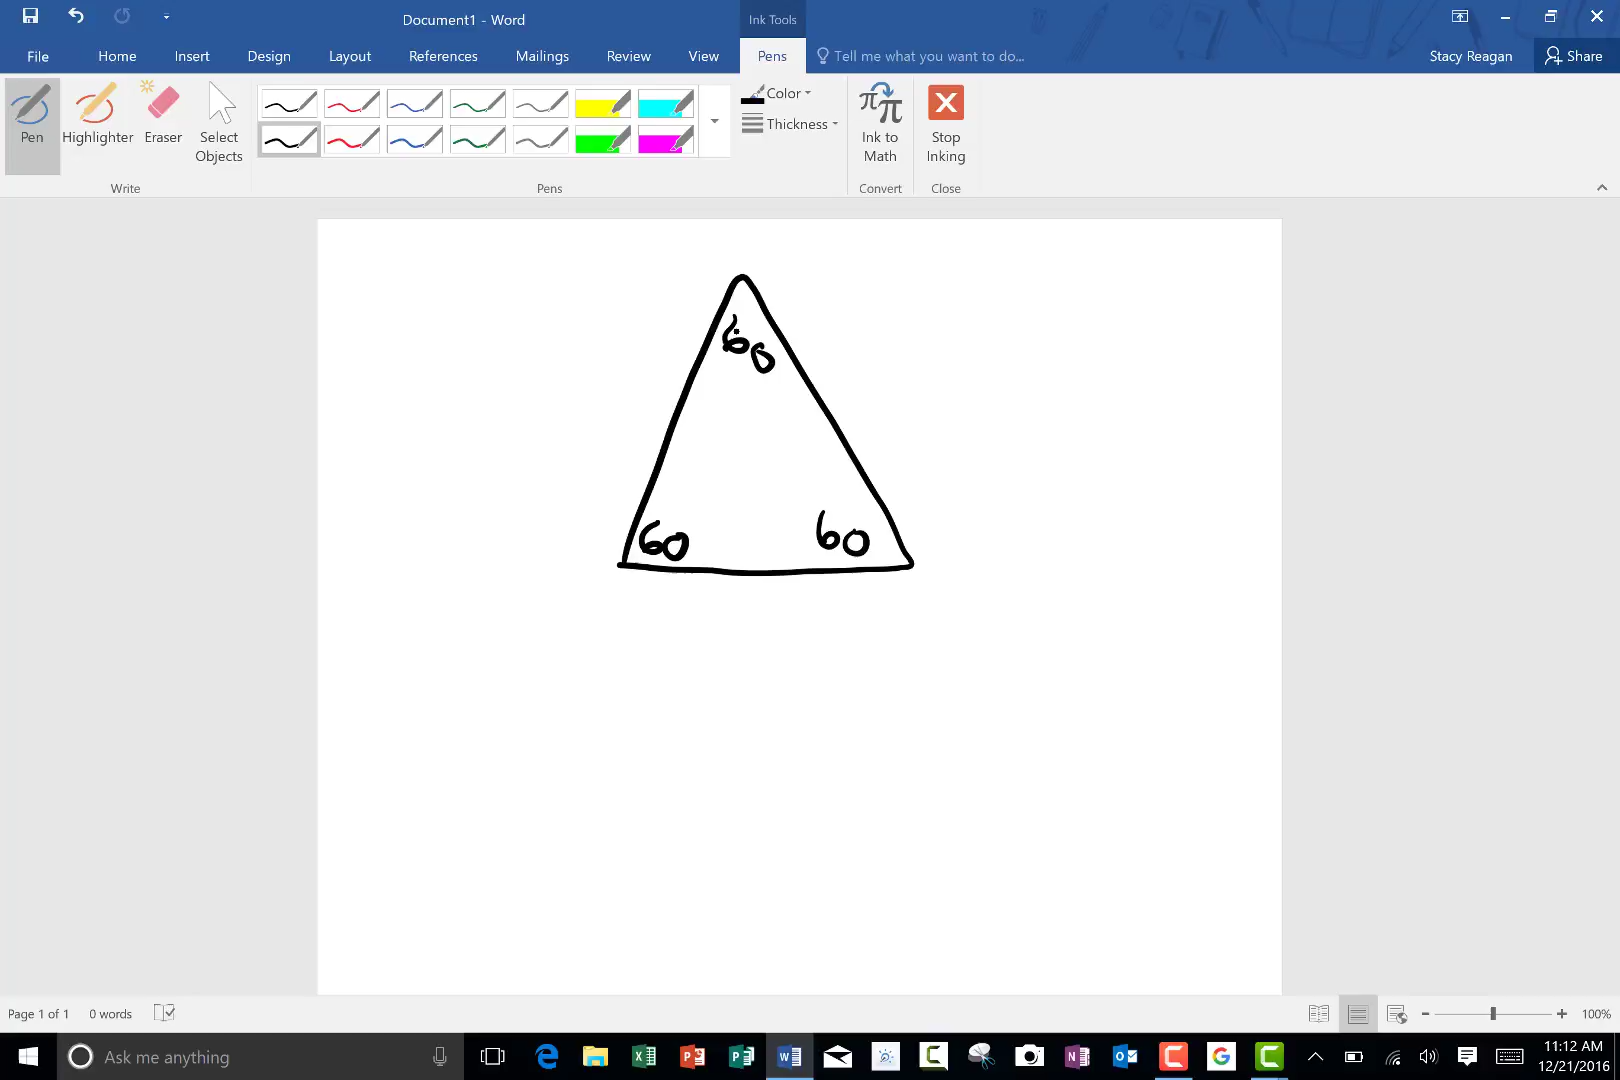 Document1 - Word
Ink Tools
File
Home
Insert
Design
Layout
References
Mailings
Review
View
Pens
Tell me what you want to do...
Stacy Reagan
Share
Pen
Highlighter
Eraser
Select Objects
Color
Thickness
Ink to Math
Stop Inking
Write
Pens
Convert
Close
60
60
60
Page 1 of 1
0 words
100%
Ask me anything
11:12 AM
12/21/2016